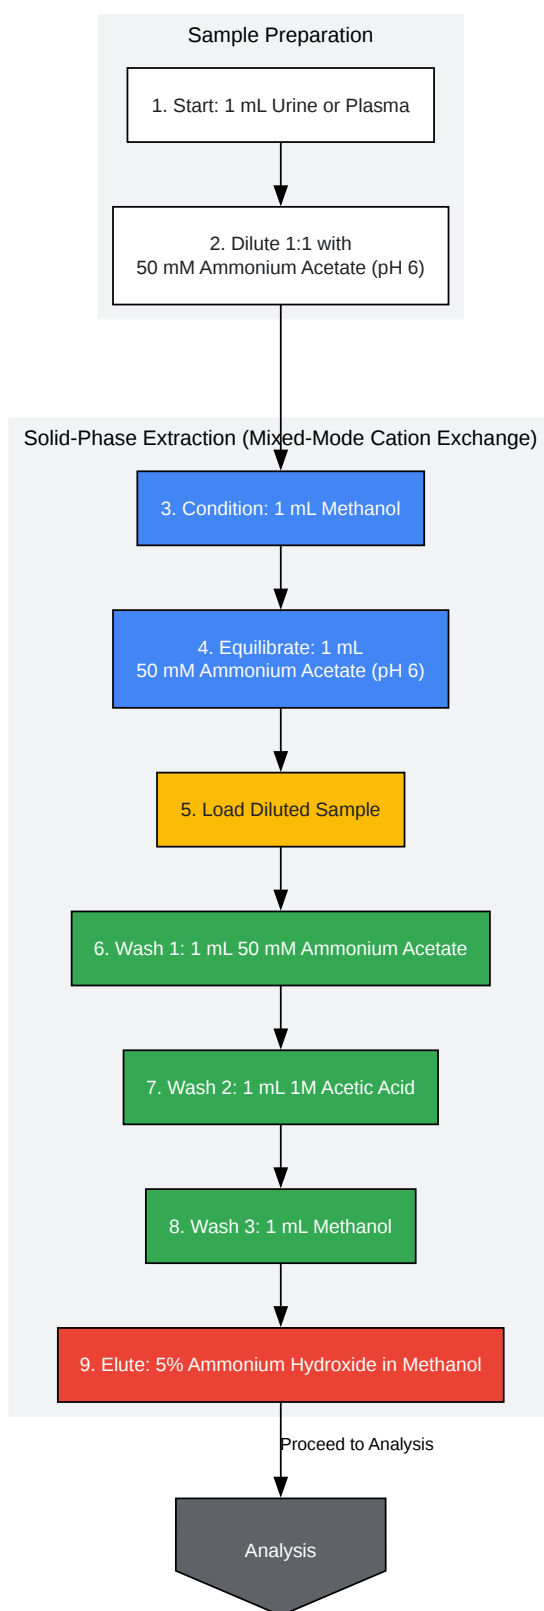 Sample Preparation
1. Start: 1 mL Urine or Plasma
2. Dilute 1:1 with
50 mM Ammonium Acetate (pH 6)
Solid-Phase Extraction (Mixed-Mode Cation Exchange)
3. Condition: 1 mL Methanol
4. Equilibrate: 1 mL
50 mM Ammonium Acetate (pH 6)
5. Load Diluted Sample
6. Wash 1: 1 mL 50 mM Ammonium Acetate
7. Wash 2: 1 mL 1M Acetic Acid
8. Wash 3: 1 mL Methanol
9. Elute: 5% Ammonium Hydroxide in Methanol
Proceed to Analysis
Analysis